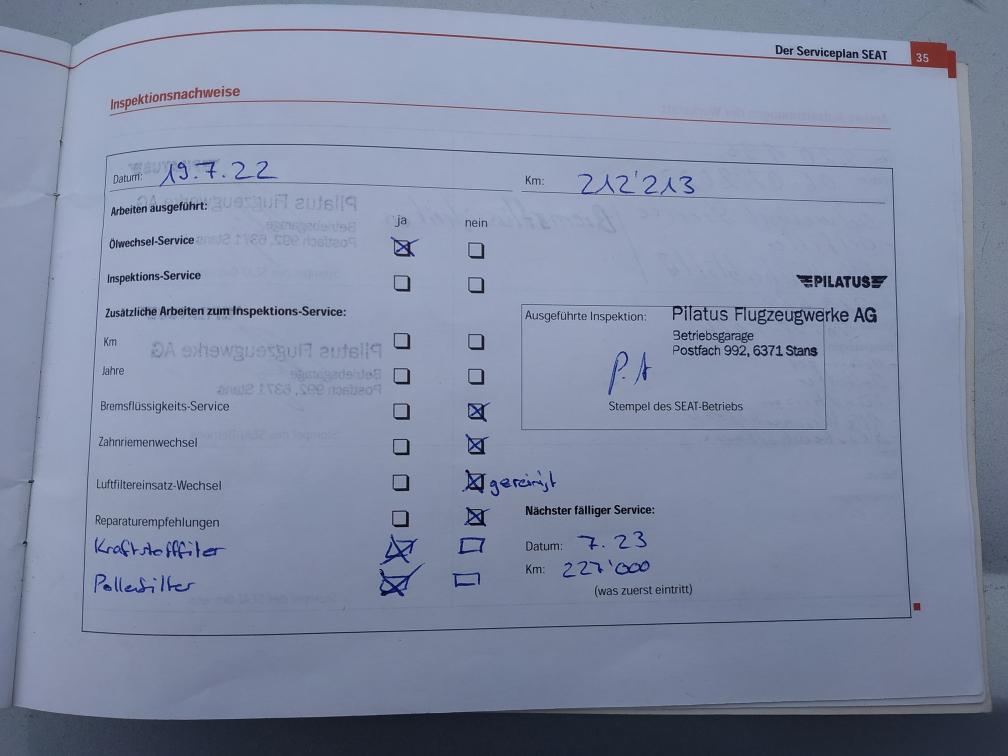 Der Serviceplan SEAT 35
Inspektionsnachweise
Datum: 19.7.22 Km: 212'213
Arbeiten ausgeführt: ja nein
Ölwechsel-Service
Inspektions-Service
PILATUS
Zusätzliche Arbeiten zum Inspektions-Service:
Ausgeführte Inspektion: Pilatus Flugzeugwerke AG
Betriebsgarage
Postfach 992, 6371 Stans
Km
Jahre
P.A
Bremsflüssigkeits-Service
Stempel des SEAT-Betriebs
Zahnriemenwechsel
Luftfiltereinsatz-Wechsel gereinigt
Reparaturempfehlungen
Nächster fälliger Service:
Kraftstofffilter
Datum: 7.23
Pollenfilter
Km: 227'000
(was zuerst eintritt)